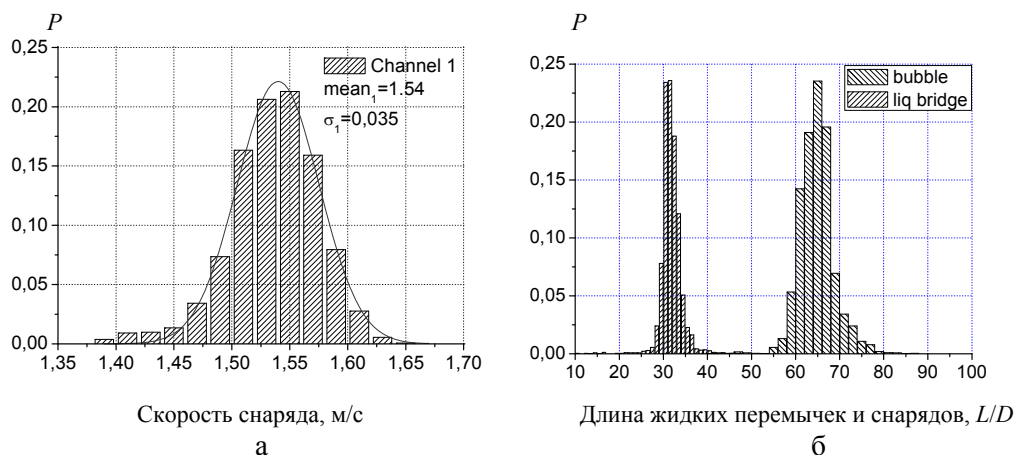 P
0,25
0,20
0,15
0,10
0,05
0,00
Channel 1
mean1=1.54
σ1=0,035
1,35 1,40 1,45 1,50 1,55 1,60 1,65 1,70
Скорость снаряда, м/с
а
P
0,25
0,20
0,15
0,10
0,05
0,00
bubble
liq bridge
10 20 30 40 50 60 70 80 90 100
Длина жидких перемычек и снарядов, L/D
б